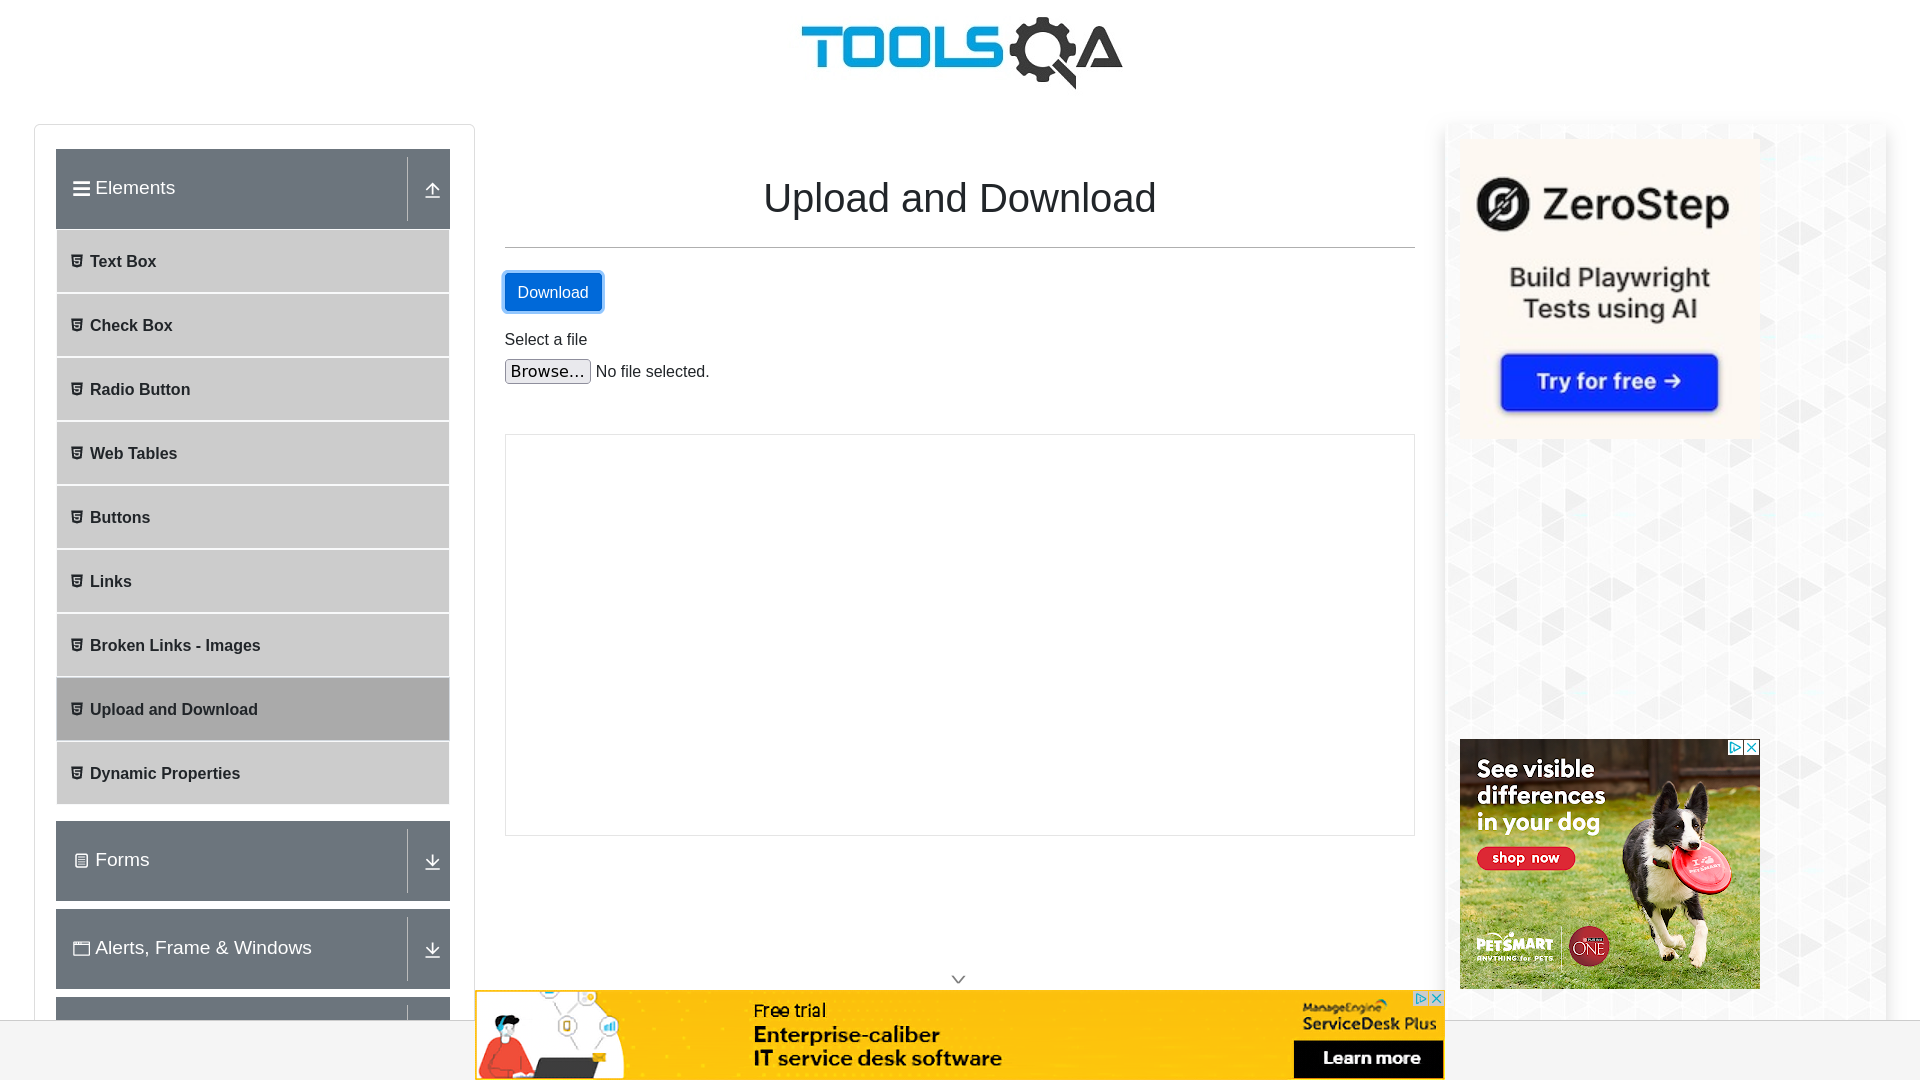 TOOLSQA
Elements
Text Box
Check Box
Radio Button
Web Tables
Buttons
Links
Broken Links - Images
Upload and Download
Dynamic Properties
Forms
Alerts, Frame & Windows
Upload and Download
Download
Select a file
Browse... No file selected.
ZeroStep
Build Playwright
Tests using AI
Try for free →
See visible
differences
in your dog
shop now
PETSMART
ANYTHING for PETS
ONE
Free trial
Enterprise-caliber
IT service desk software
ManageEngine
ServiceDesk Plus
Learn more